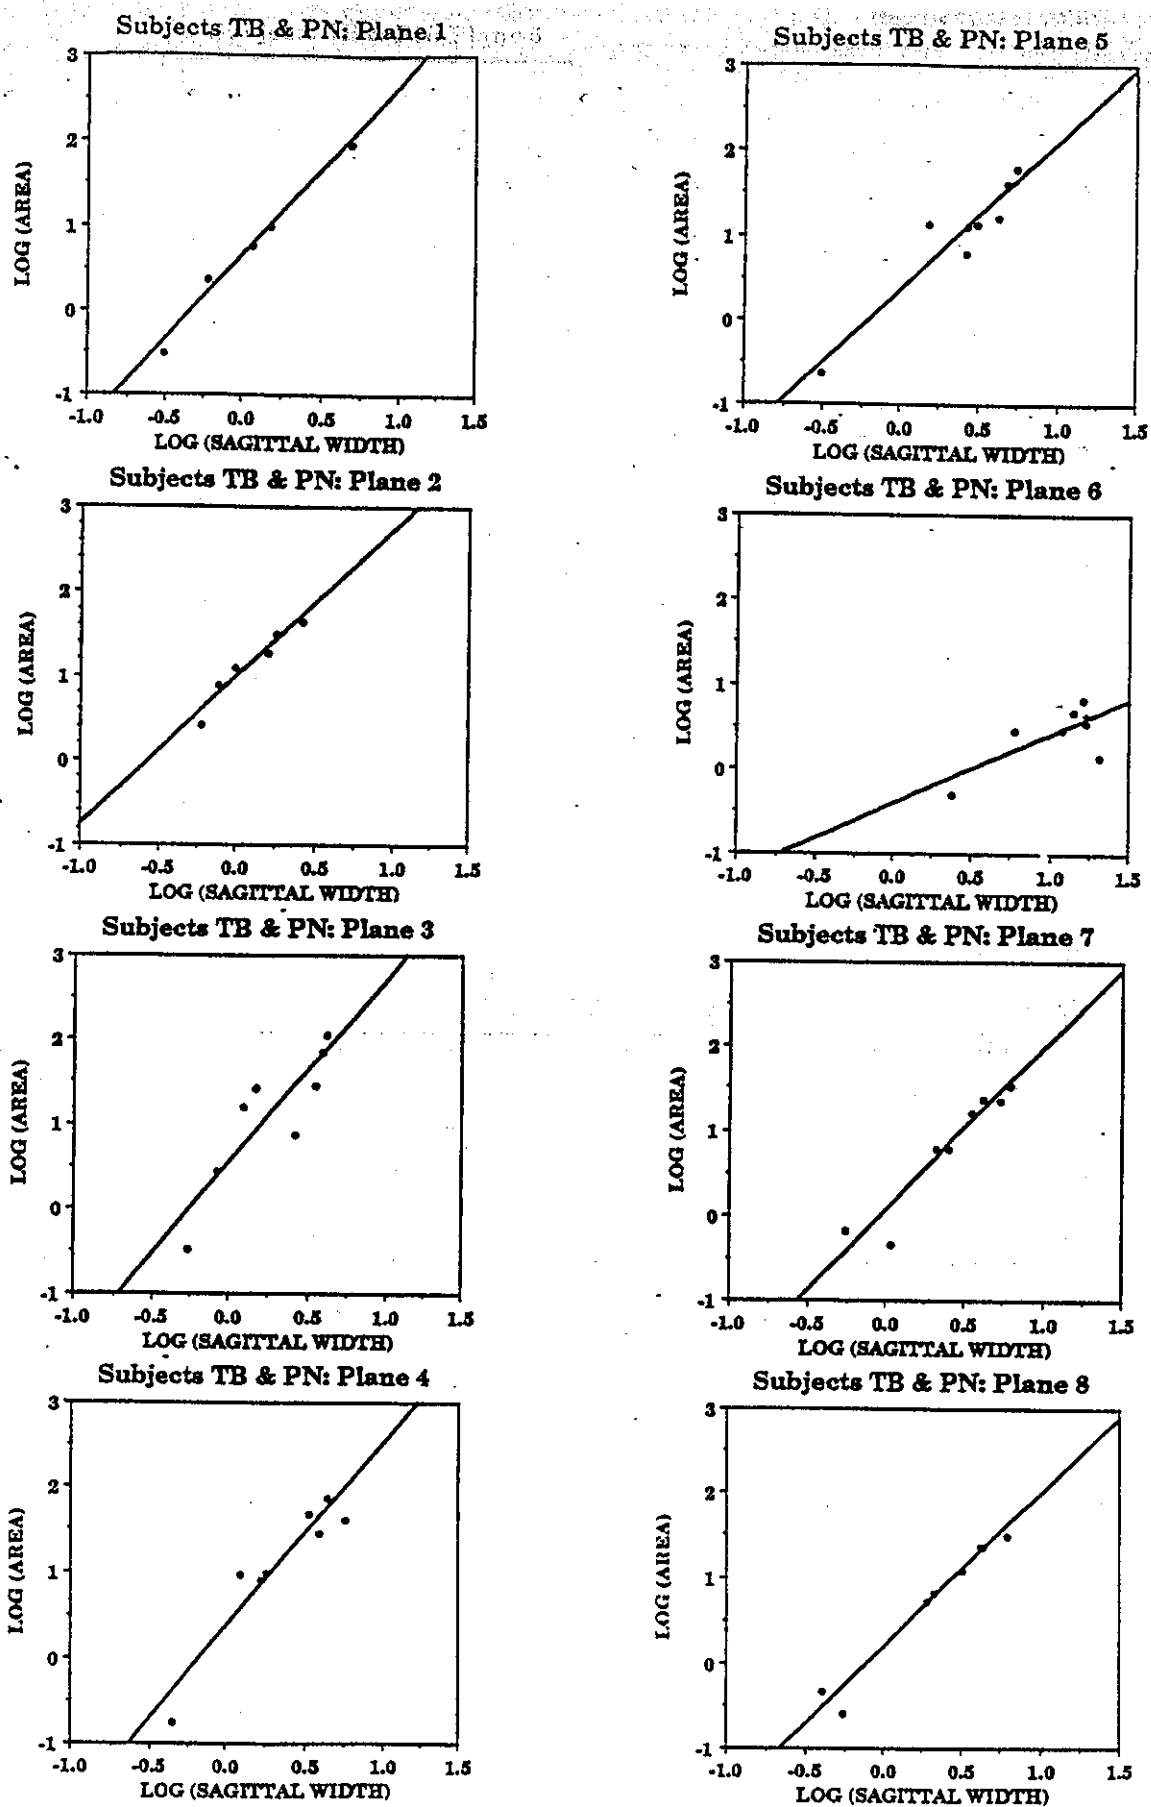 Subjects TB & PN: Plane 1
3
2
1
0
-1
LOG (AREA)
-1.0 -0.5 0.0 0.5 1.0 1.5
LOG (SAGITTAL WIDTH)
Subjects TB & PN: Plane 2
3
2
1
0
-1
LOG (AREA)
-1.0 -0.5 0.0 0.5 1.0 1.5
LOG (SAGITTAL WIDTH)
Subjects TB & PN: Plane 3
3
2
1
0
-1
LOG (AREA)
-1.0 -0.5 0.0 0.5 1.0 1.5
LOG (SAGITTAL WIDTH)
Subjects TB & PN: Plane 4
3
2
1
0
-1
LOG (AREA)
-1.0 -0.5 0.0 0.5 1.0 1.5
LOG (SAGITTAL WIDTH)
Subjects TB & PN: Plane 5
3
2
1
0
-1
LOG (AREA)
-1.0 -0.5 0.0 0.5 1.0 1.5
LOG (SAGITTAL WIDTH)
Subjects TB & PN: Plane 6
3
2
1
0
-1
LOG (AREA)
-1.0 -0.5 0.0 0.5 1.0 1.5
LOG (SAGITTAL WIDTH)
Subjects TB & PN: Plane 7
3
2
1
0
-1
LOG (AREA)
-1.0 -0.5 0.0 0.5 1.0 1.5
LOG (SAGITTAL WIDTH)
Subjects TB & PN: Plane 8
3
2
1
0
-1
LOG (AREA)
-1.0 -0.5 0.0 0.5 1.0 1.5
LOG (SAGITTAL WIDTH)